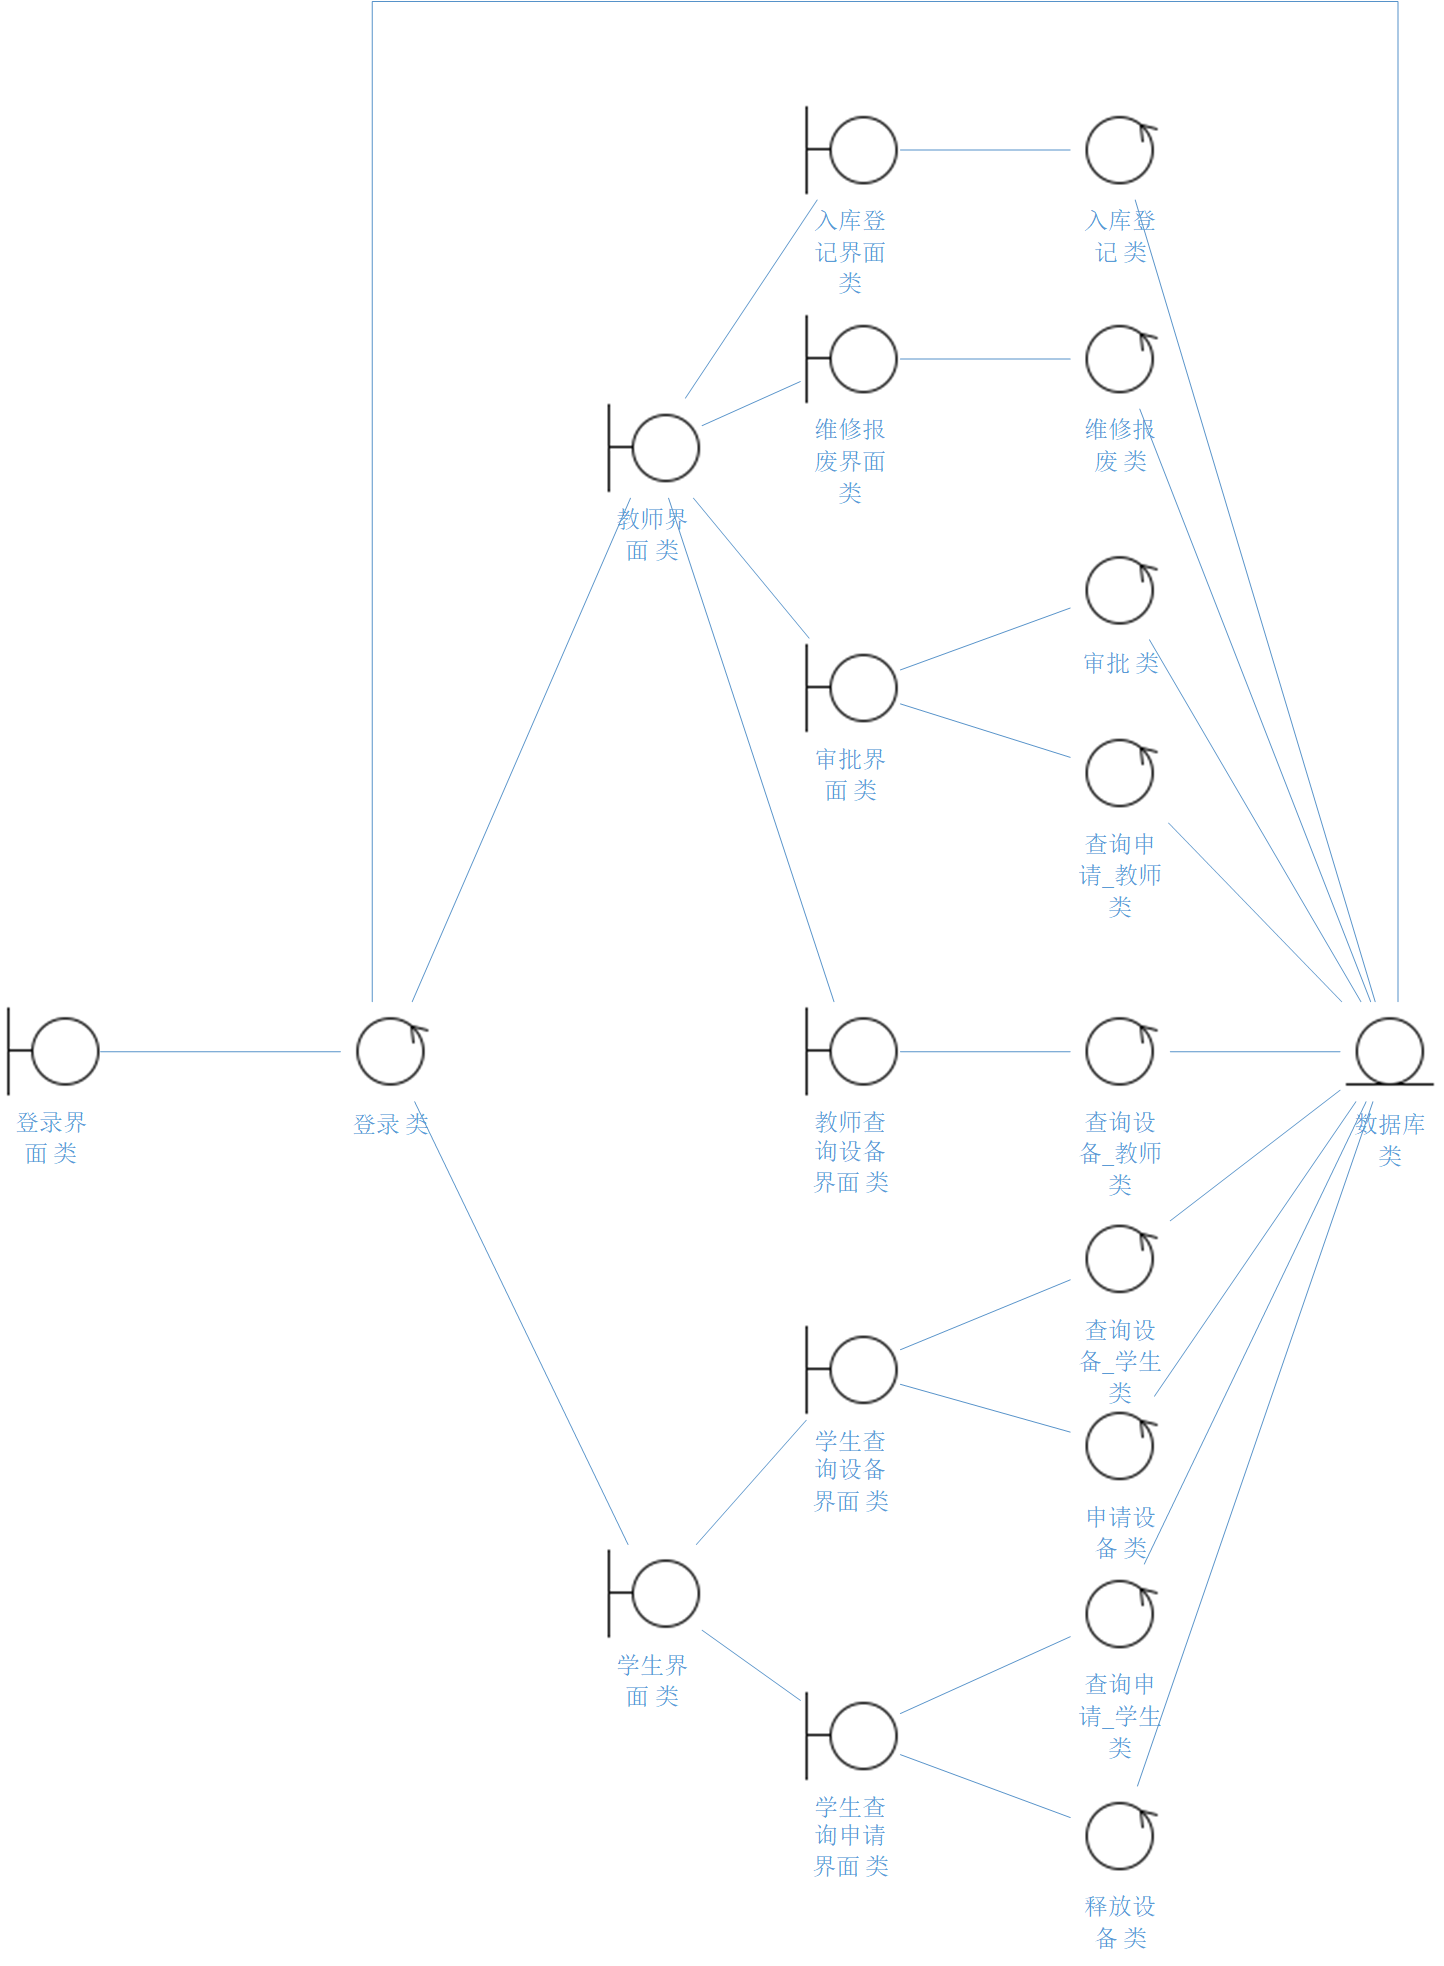 入库登
记界面
类
入库登
记 类
维修报
废界面
类
维修报
废 类
教师界
面 类
审批 类
审批界
面 类
查询申
请_教师
类
登录界
面 类
登录 类
教师查
询设备
界面 类
查询设
备_教师
类
数据库
类
查询设
备_学生
类
学生查
询设备
界面 类
申请设
备 类
学生界
面 类
查询申
请_学生
类
学生查
询申请
界面 类
释放设
备 类